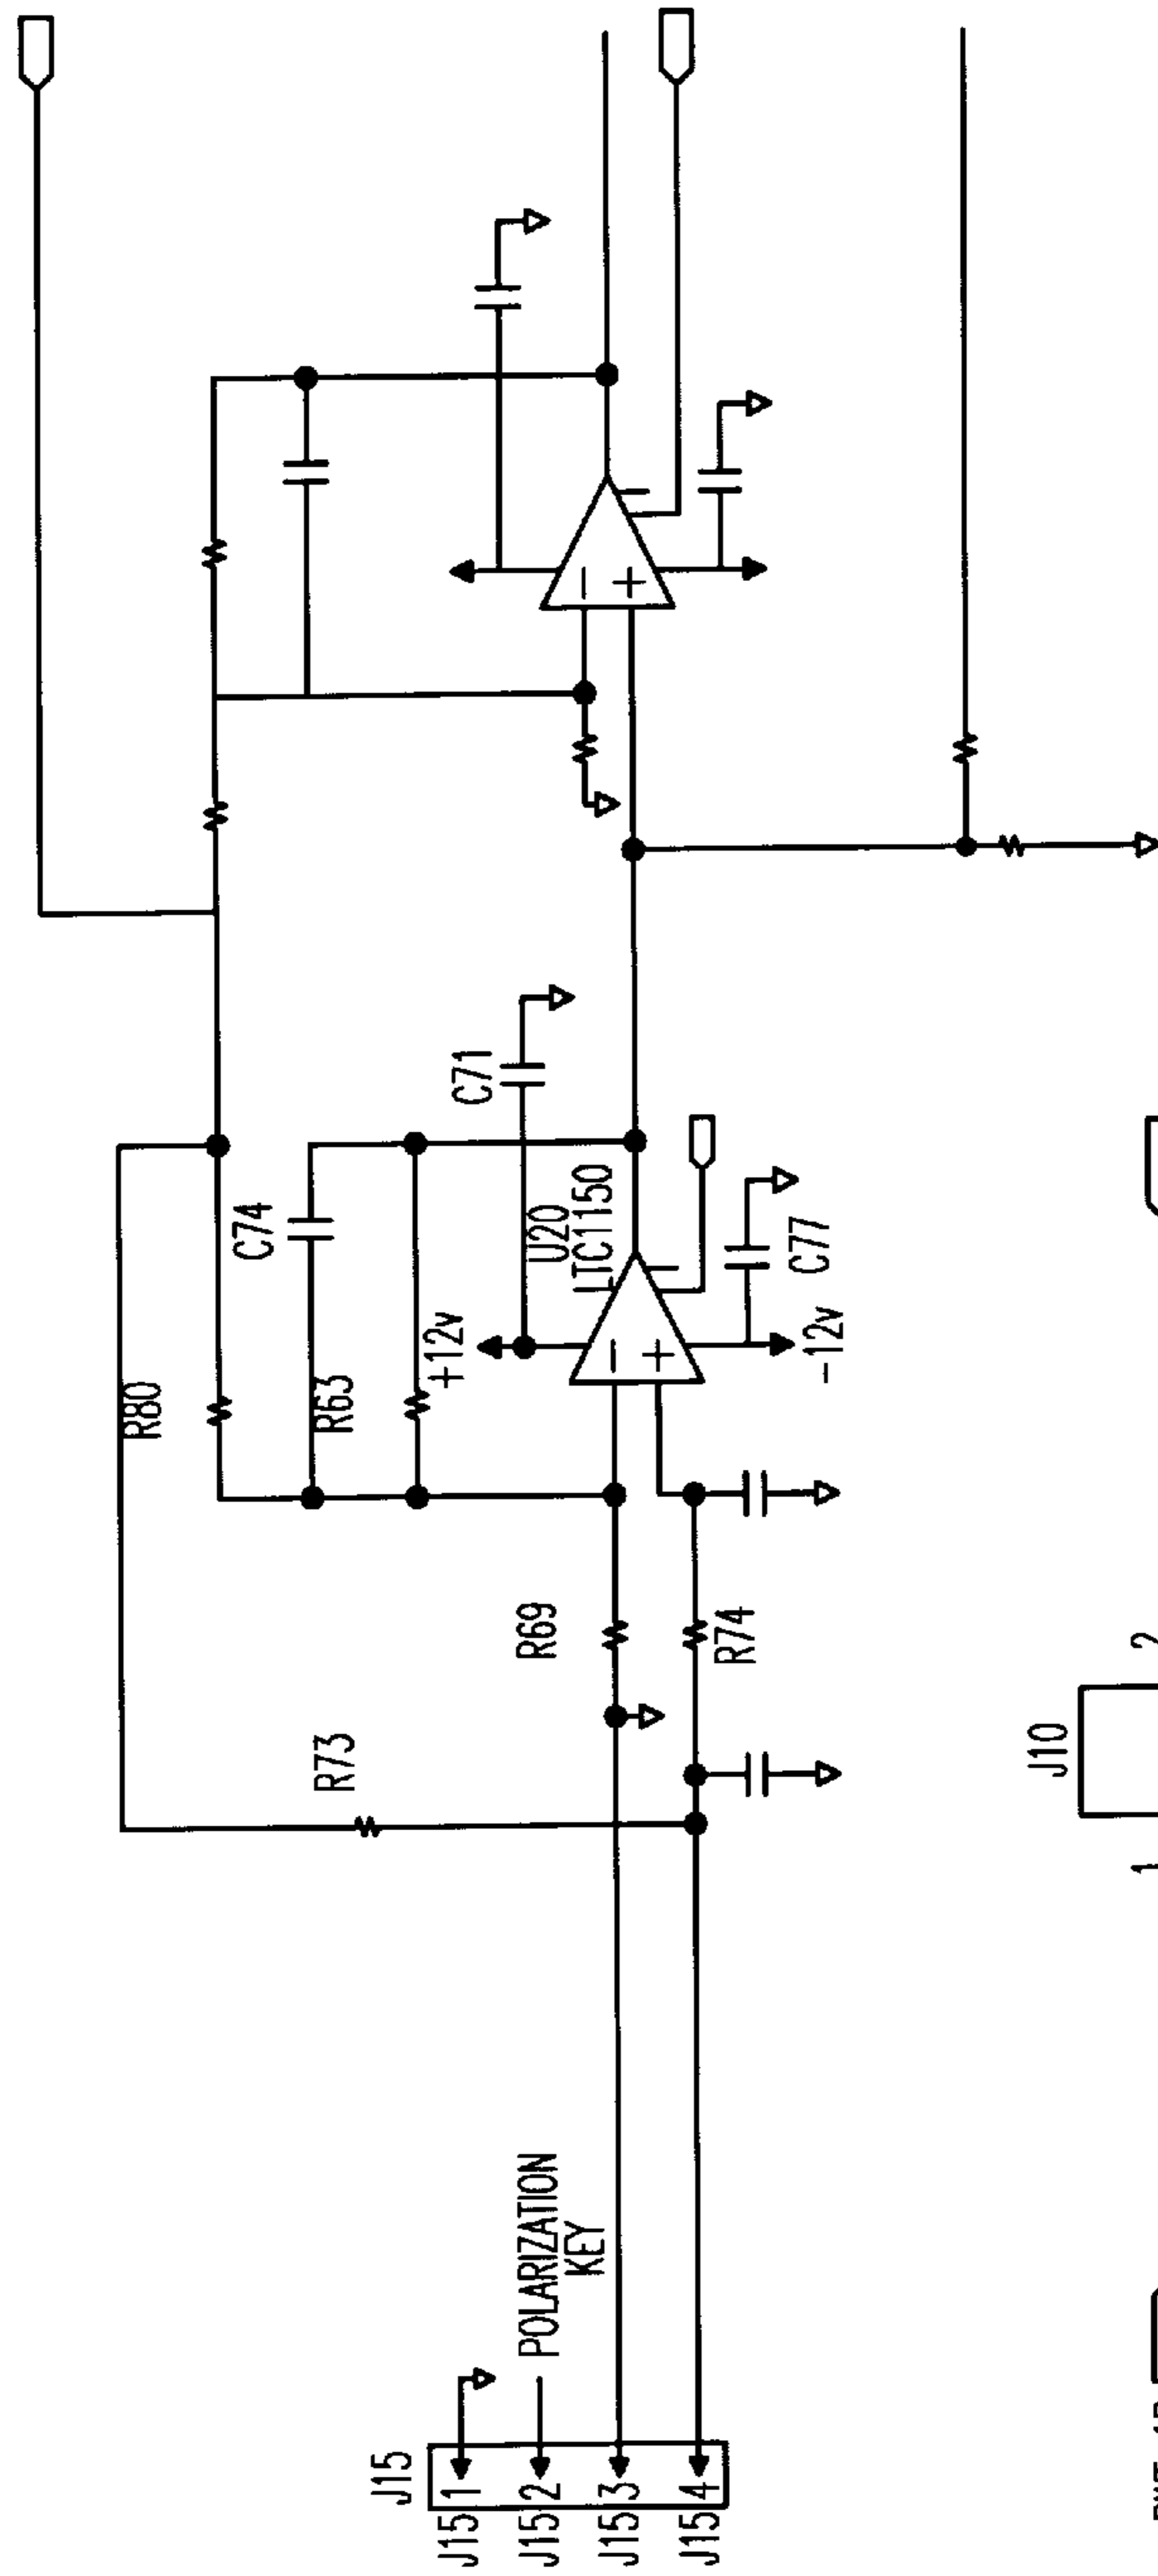 J15
J15 1
J15 2
J15 3
J15 4
POLARIZATION
KEY
R73
R80
R69
R74
R63
C74
+12v
-12v
U20
LTC1150
C71
C77
−
+
−
+
J10
1
2